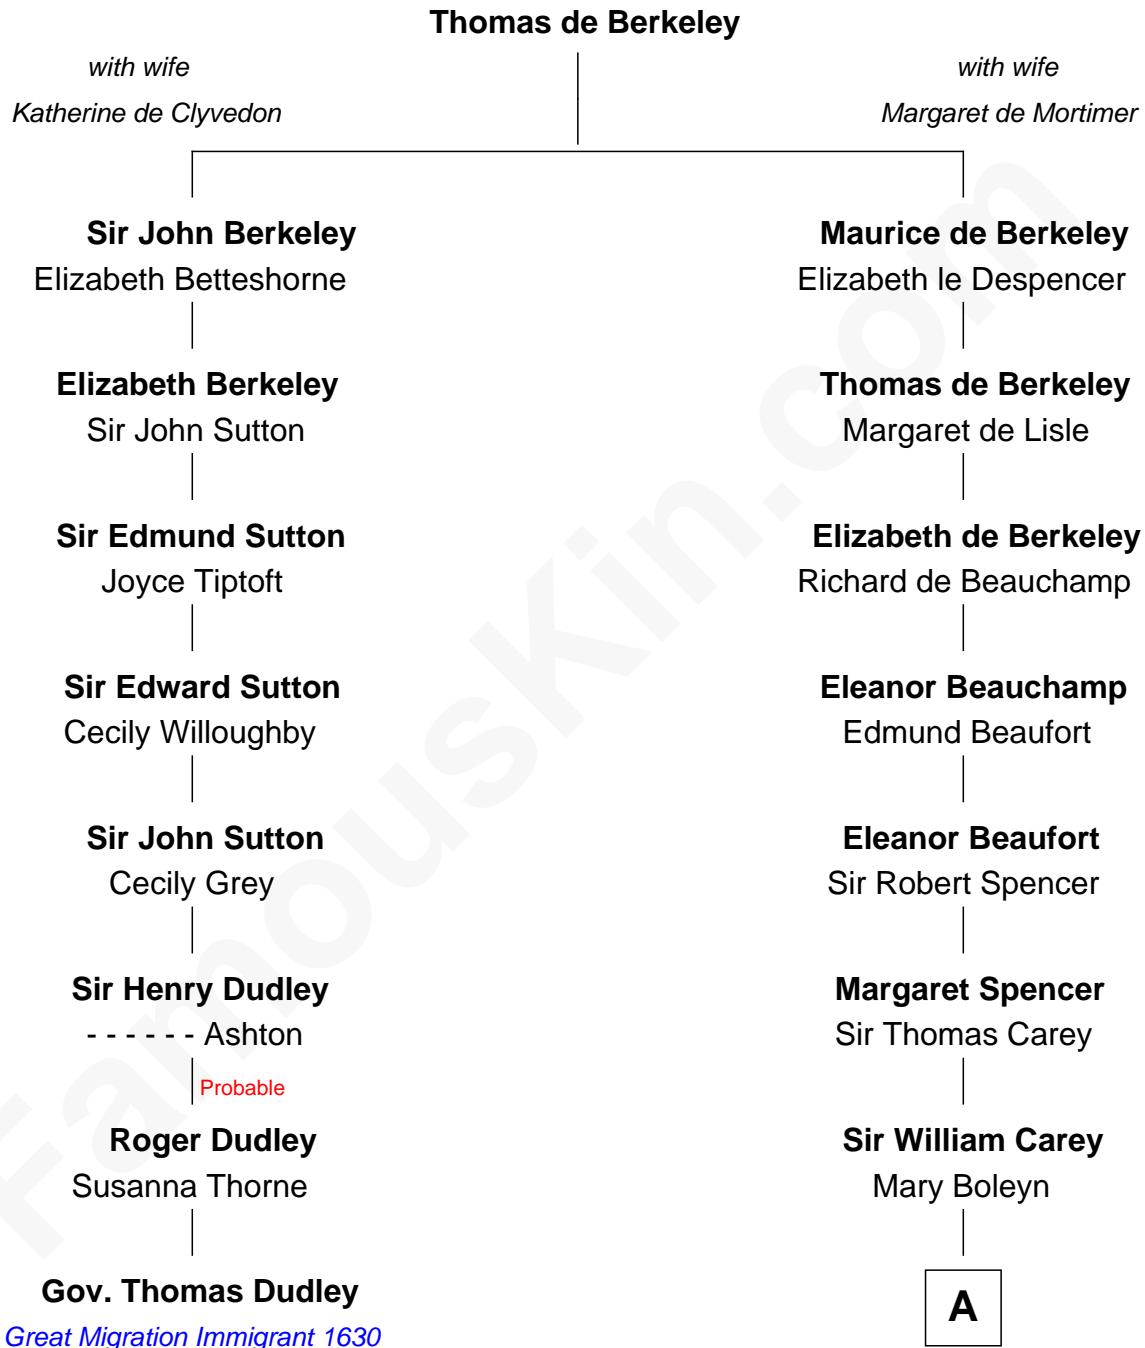 Thomas de Berkeley
with wife
Katherine de Clyvedon
with wife
Margaret de Mortimer
Sir John Berkeley
Elizabeth Betteshorne
Maurice de Berkeley
Elizabeth le Despencer
Elizabeth Berkeley
Sir John Sutton
Thomas de Berkeley
Margaret de Lisle
Sir Edmund Sutton
Joyce Tiptoft
Elizabeth de Berkeley
Richard de Beauchamp
Sir Edward Sutton
Cecily Willoughby
Eleanor Beauchamp
Edmund Beaufort
Sir John Sutton
Cecily Grey
Eleanor Beaufort
Sir Robert Spencer
Sir Henry Dudley
- - - - - - Ashton
Probable
Margaret Spencer
Sir Thomas Carey
Roger Dudley
Susanna Thorne
Sir William Carey
Mary Boleyn
Gov. Thomas Dudley
Great Migration Immigrant 1630
A
FamousKin.com